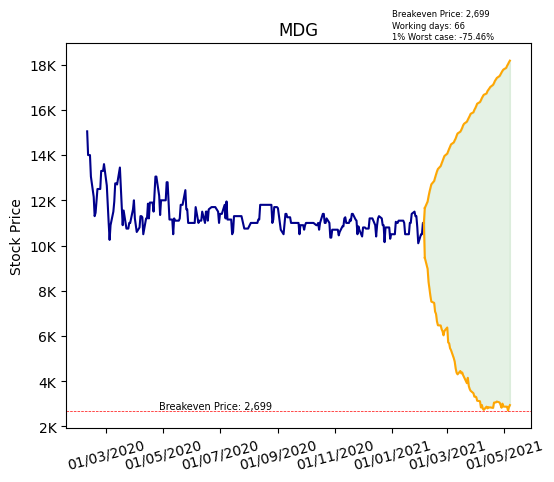 Breakeven Price: 2,699
Working days: 66
1% Worst case: -75.46%
MDG
Stock Price
18K
16K
14K
12K
10K
8K
6K
4K
2K
Breakeven Price: 2,699
01/03/2020
01/05/2020
01/07/2020
01/09/2020
01/11/2020
01/01/2021
01/03/2021
01/05/2021